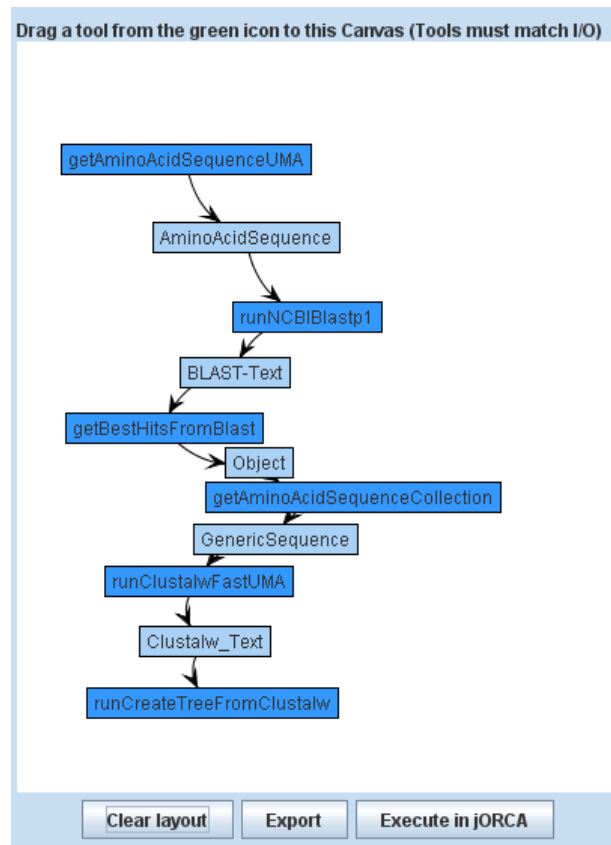 Drag a tool from the green icon to this Canvas (Tools must match I/O)
getAminoAcidSequenceUMA
AminoAcidSequence
runNCBIBlastp1
BLAST-Text
getBestHitsFromBlast
Object
getAminoAcidSequenceCollection
GenericSequence
runClustalwFastUMA
Clustalw_Text
runCreateTreeFromClustalw
Clear layout Export Execute in jORCA